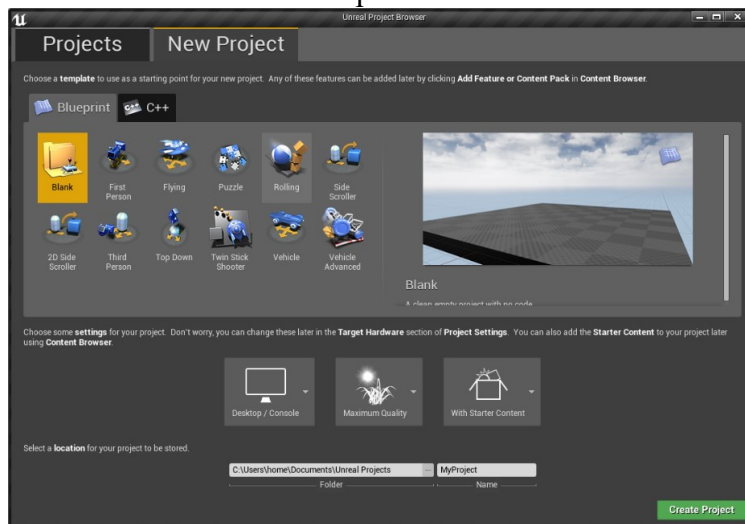 Unreal Project Browser
Projects
New Project
Choose a template to use as a starting point for your new project. Any of these features can be added later by clicking Add Feature or Content Pack in Content Browser.
Blueprint
C++
Blank
First
Person
Flying
Puzzle
Rolling
Side
Scroller
2D Side
Scroller
Third
Person
Top Down
Twin Stick
Shooter
Vehicle
Vehicle
Advanced
Blank
A clean empty project with no code.
Choose some settings for your project. Don't worry, you can change these later in the Target Hardware section of Project Settings. You can also add the Starter Content to your project later
using Content Browser.
Desktop / Console
Maximum Quality
With Starter Content
Select a location for your project to be stored.
C:\Users\home\Documents\Unreal Projects
...
MyProject
Folder
Name
Create Project